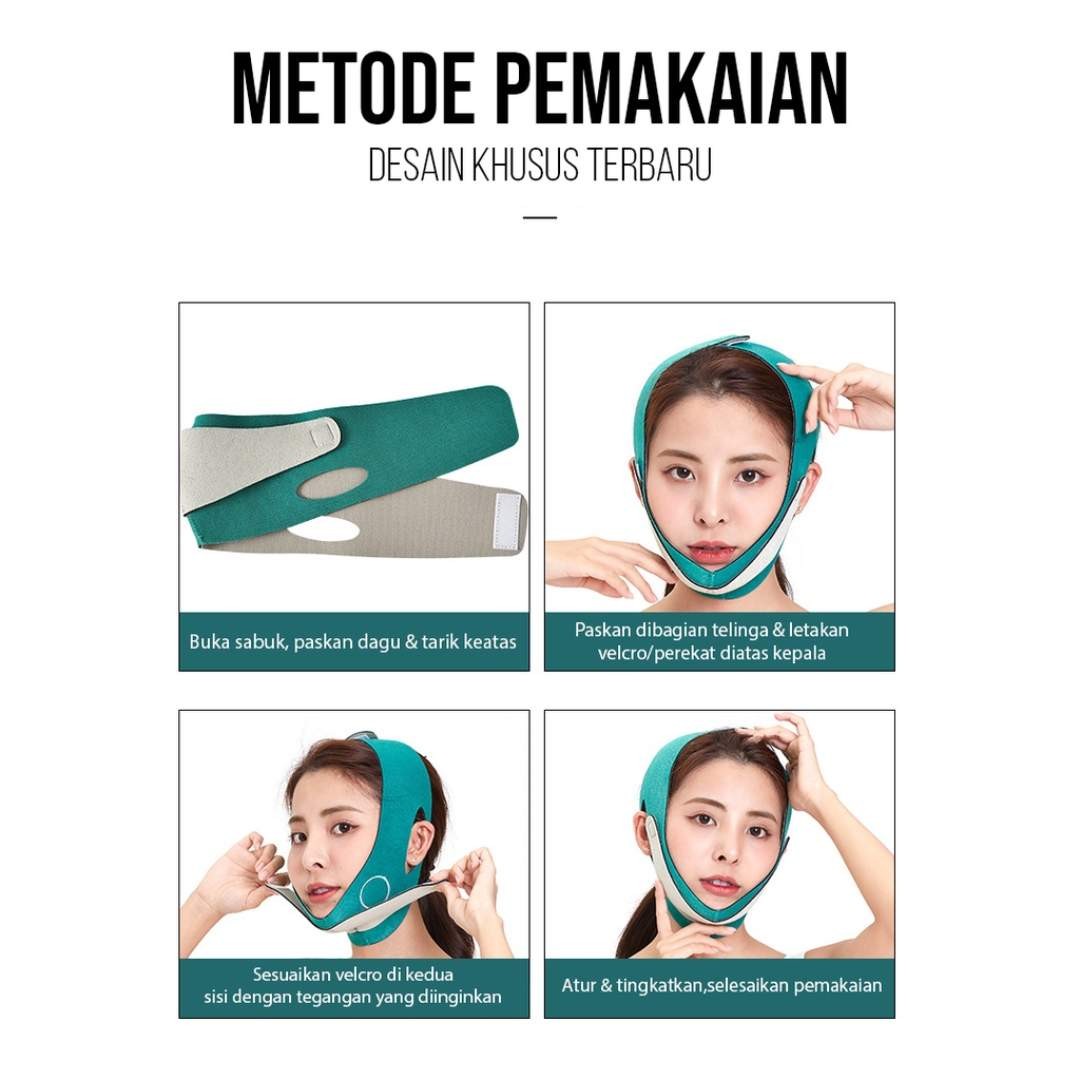 METODE PEMAKAIAN
DESAIN KHUSUS TERBARU
Buka sabuk, paskan dagu & tarik keatas
Paskan dibagian telinga & letakan
velcro/perekat diatas kepala
Sesuaikan velcro di kedua
sisi dengan tegangan yang diinginkan
Atur & tingkatkan,selesaikan pemakaian